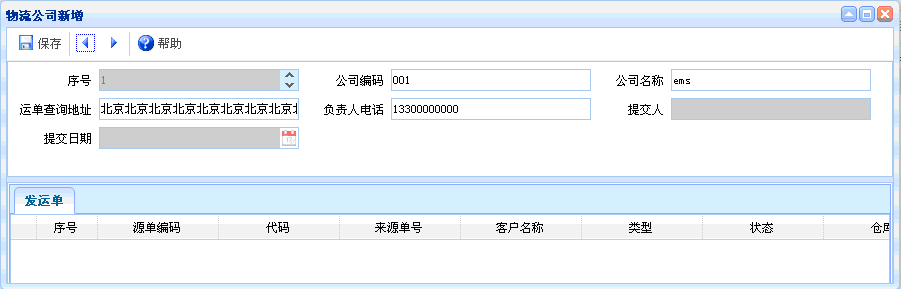 物流公司新增
保存 帮助
序号 1 公司编码 001 公司名称 ems
运单查询地址 北京北京北京北京北京北京北京北京 负责人电话 13300000000 提交人
提交日期
发运单
序号 源单编码 代码 来源单号 客户名称 类型 状态 仓库